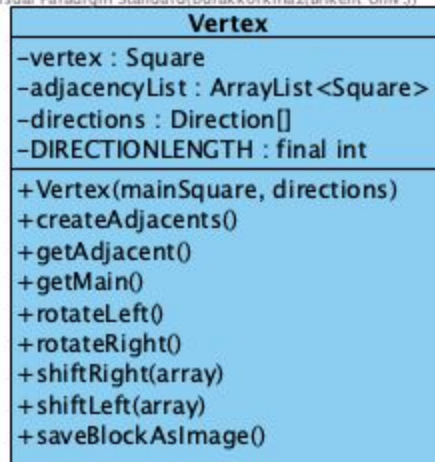 Vertex
-vertex : Square
-adjacencyList : ArrayList<Square>
-directions : Direction[]
-DIRECTIONLENGTH : final int
+Vertex(mainSquare, directions)
+createAdjacents()
+getAdjacent()
+getMain()
+rotateLeft()
+rotateRight()
+shiftRight(array)
+shiftLeft(array)
+saveBlockAsImage()